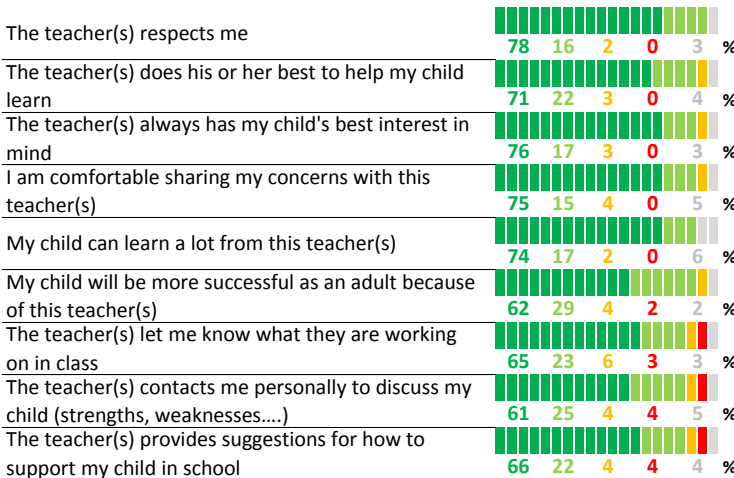 The teacher(s) respects me
78 16 2 0 3 %
The teacher(s) does his or her best to help my child
learn
71 22 3 0 4 %
The teacher(s) always has my child's best interest in
mind
76 17 3 0 3 %
I am comfortable sharing my concerns with this
teacher(s)
75 15 4 0 5 %
My child can learn a lot from this teacher(s)
74 17 2 0 6 %
My child will be more successful as an adult because
of this teacher(s)
62 29 4 2 2 %
The teacher(s) let me know what they are working
on in class
65 23 6 3 3 %
The teacher(s) contacts me personally to discuss my
child (strengths, weaknesses....)
61 25 4 4 5 %
The teacher(s) provides suggestions for how to
support my child in school
66 22 4 4 4 %